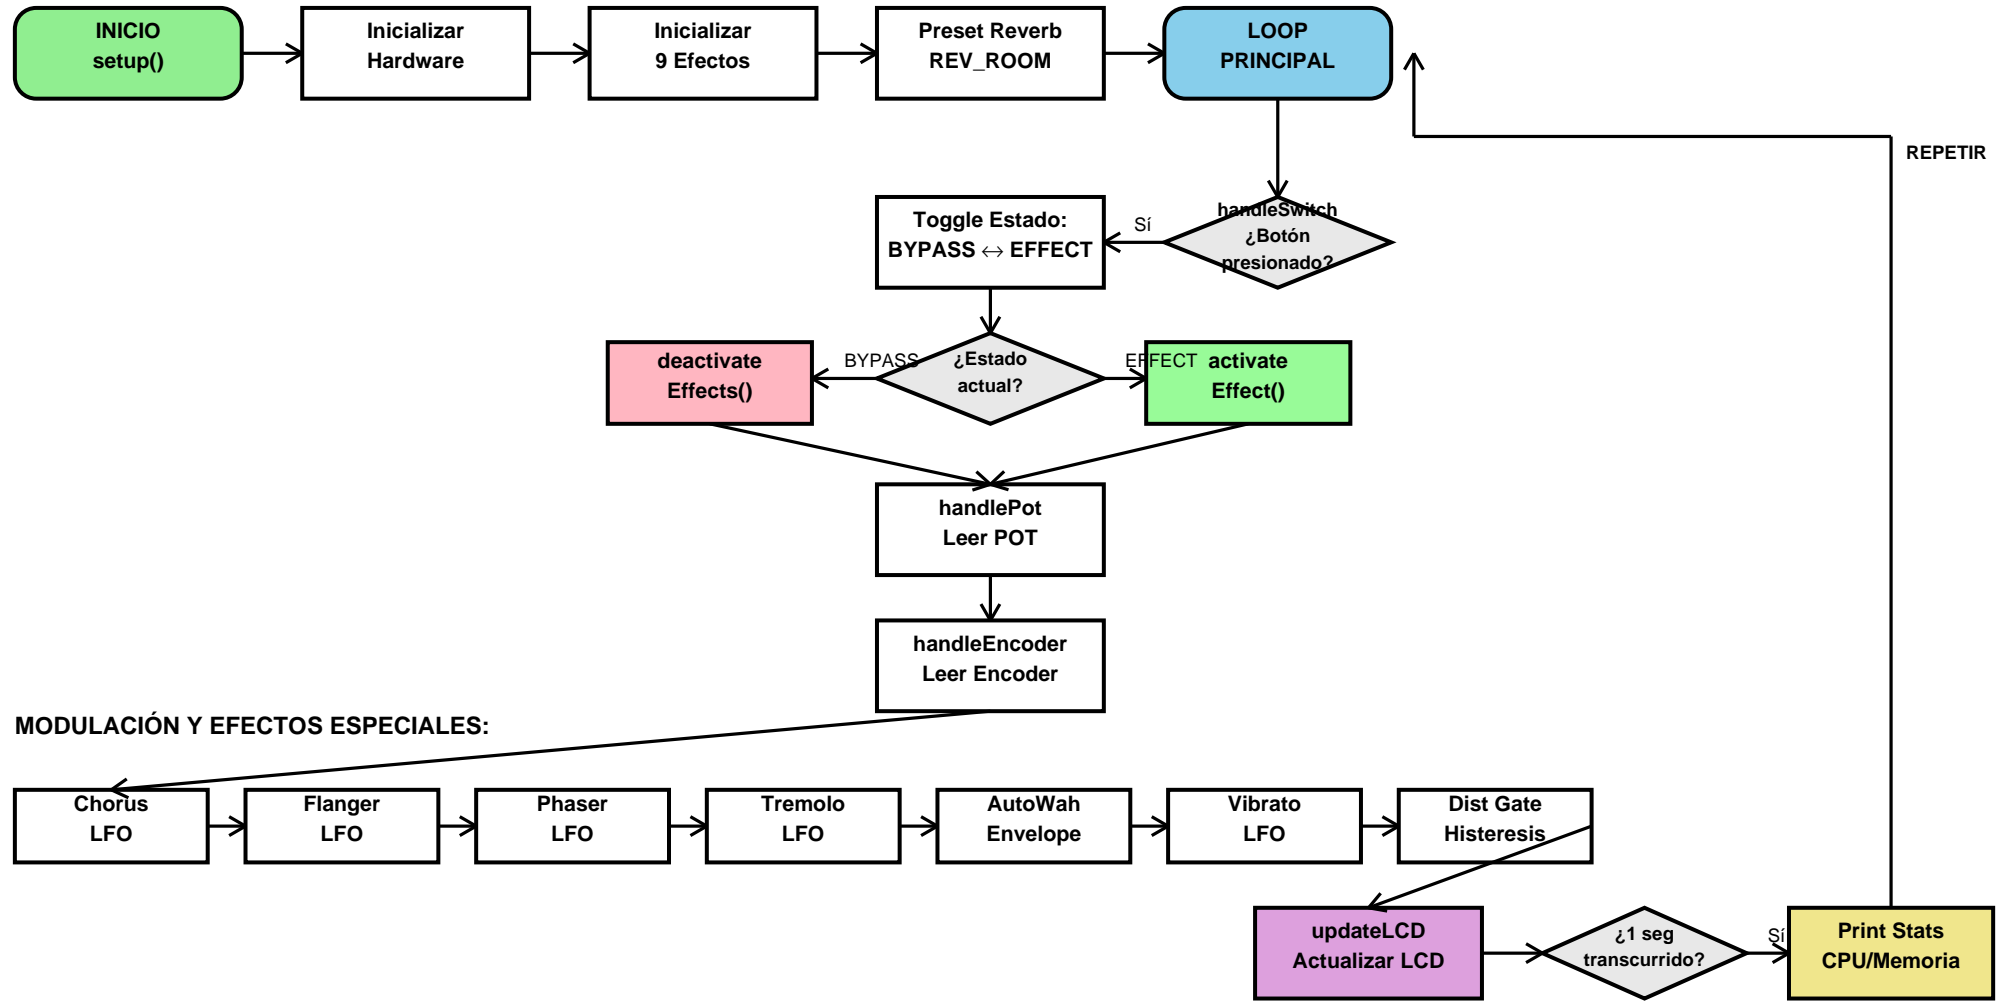 INICIO
setup()
Inicializar
Hardware
Inicializar
9 Efectos
Preset Reverb
REV_ROOM
LOOP
PRINCIPAL
REPETIR
Toggle Estado:
BYPASS ↔ EFFECT
Sí
handleSwitch
¿Botón
presionado?
deactivate
Effects()
BYPASS
¿Estado
actual?
EFFECT
activate
Effect()
handlePot
Leer POT
handleEncoder
Leer Encoder
MODULACIÓN Y EFECTOS ESPECIALES:
Chorus
LFO
Flanger
LFO
Phaser
LFO
Tremolo
LFO
AutoWah
Envelope
Vibrato
LFO
Dist Gate
Histeresis
updateLCD
Actualizar LCD
¿1 seg
transcurrido?
Sí
Print Stats
CPU/Memoria